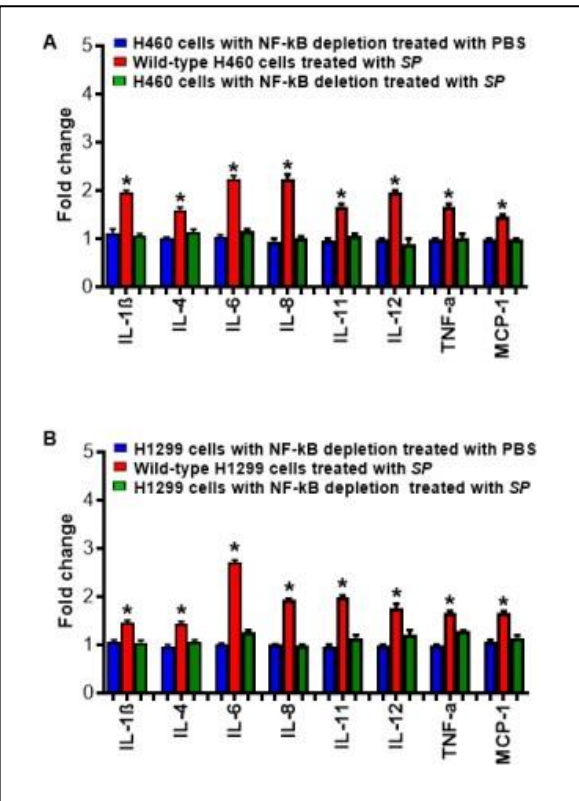 A
5
H460 cells with NF-kB depletion treated with PBS
Wild-type H460 cells treated with SP
H460 cells with NF-kB deletion treated with SP
4
3
2
1
0
Fold change
* * * * * * * *
IL-1ß
IL-4
IL-6
IL-8
IL-11
IL-12
TNF-a
MCP-1
B
5
H1299 cells with NF-kB depletion treated with PBS
Wild-type H1299 cells treated with SP
H1299 cells with NF-kB depletion treated with SP
4
3
2
1
0
Fold change
* * * * * * * *
IL-1ß
IL-4
IL-6
IL-8
IL-11
IL-12
TNF-a
MCP-1